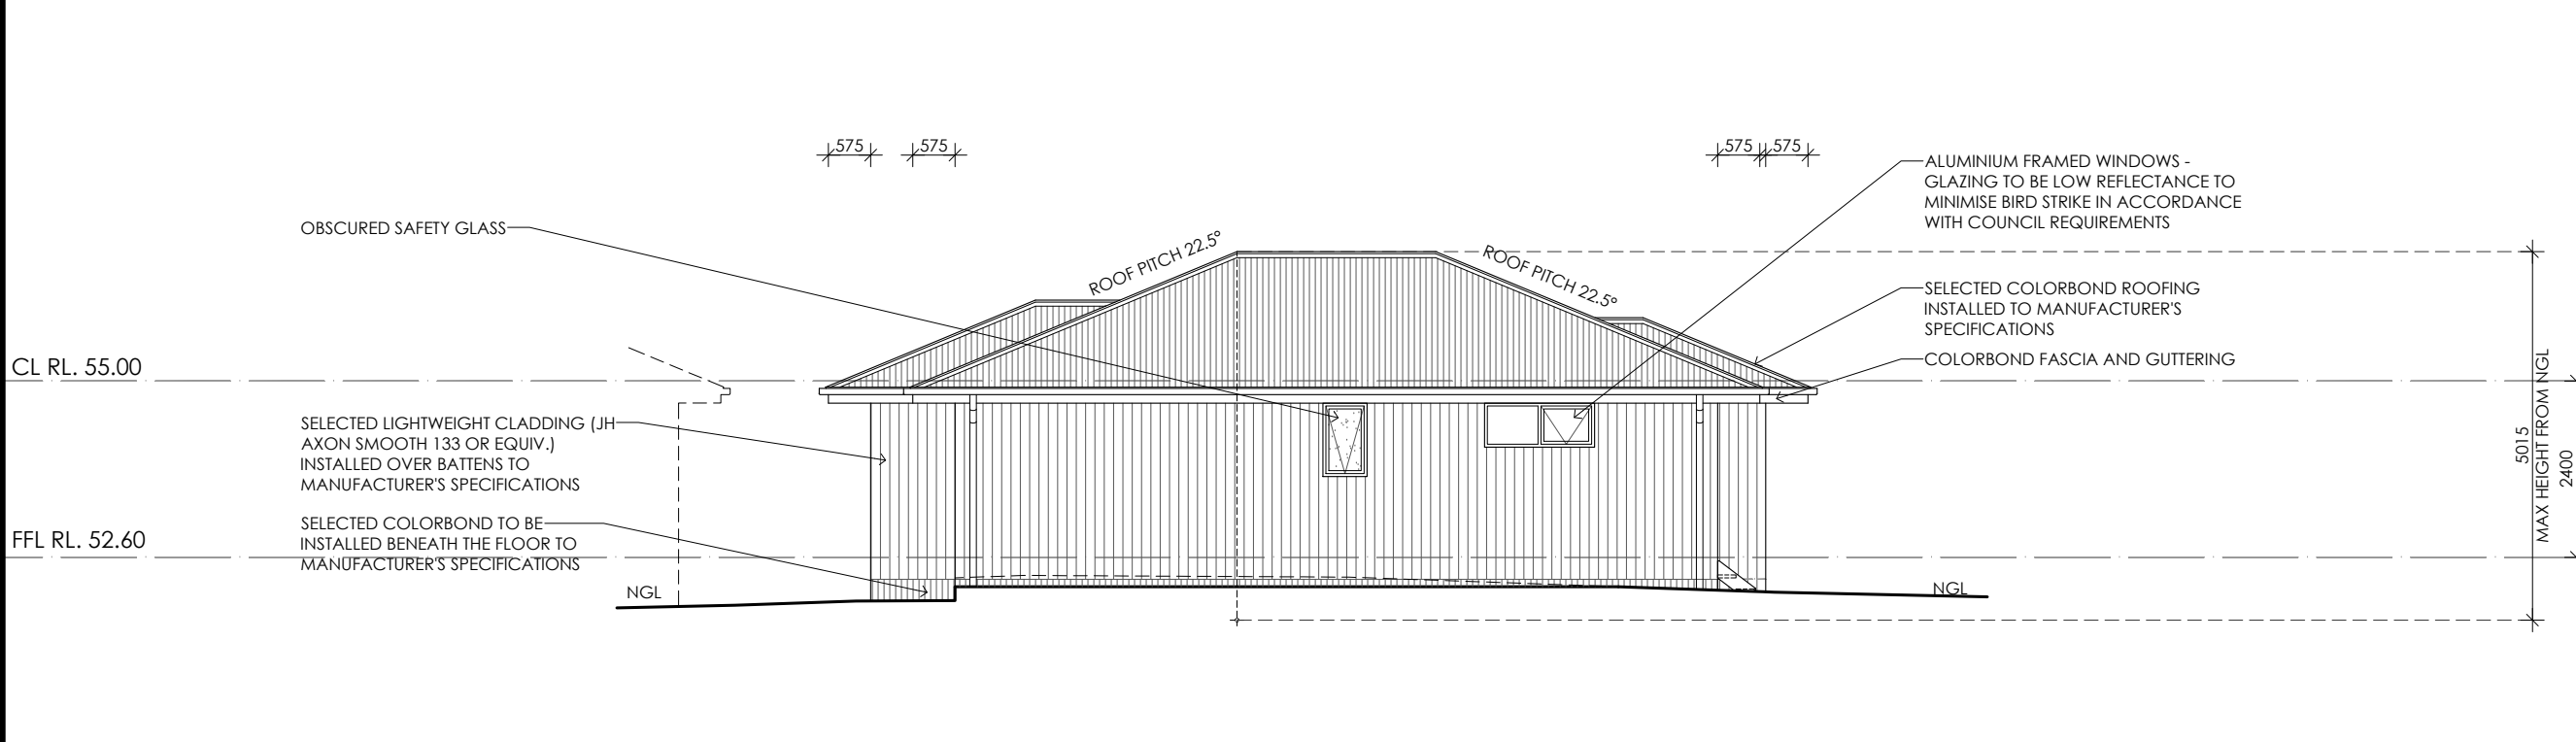 575
575
575
575
ALUMINIUM FRAMED WINDOWS -
GLAZING TO BE LOW REFLECTANCE TO
MINIMISE BIRD STRIKE IN ACCORDANCE
WITH COUNCIL REQUIREMENTS
OBSCURED SAFETY GLASS
ROOF PITCH 22.5°
ROOF PITCH 22.5°
SELECTED COLORBOND ROOFING
INSTALLED TO MANUFACTURER'S
SPECIFICATIONS
COLORBOND FASCIA AND GUTTERING
CL RL. 55.00
SELECTED LIGHTWEIGHT CLADDING (JH
AXON SMOOTH 133 OR EQUIV.)
INSTALLED OVER BATTENS TO
MANUFACTURER'S SPECIFICATIONS
5015
MAX HEIGHT FROM NGL
2400
FFL RL. 52.60
SELECTED COLORBOND TO BE
INSTALLED BENEATH THE FLOOR TO
MANUFACTURER'S SPECIFICATIONS
NGL
NGL